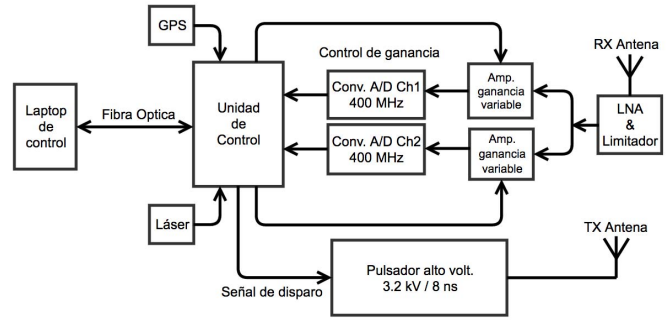 GPS
Control de ganancia
RX Antena
Laptop
de
control
Fibra Optica
Unidad
de
Control
Conv. A/D Ch1
400 MHz
Amp.
ganancia
variable
LNA
&
Limitador
Conv. A/D Ch2
400 MHz
Amp.
ganancia
variable
Láser
TX Antena
Señal de disparo
Pulsador alto volt.
3.2 kV / 8 ns